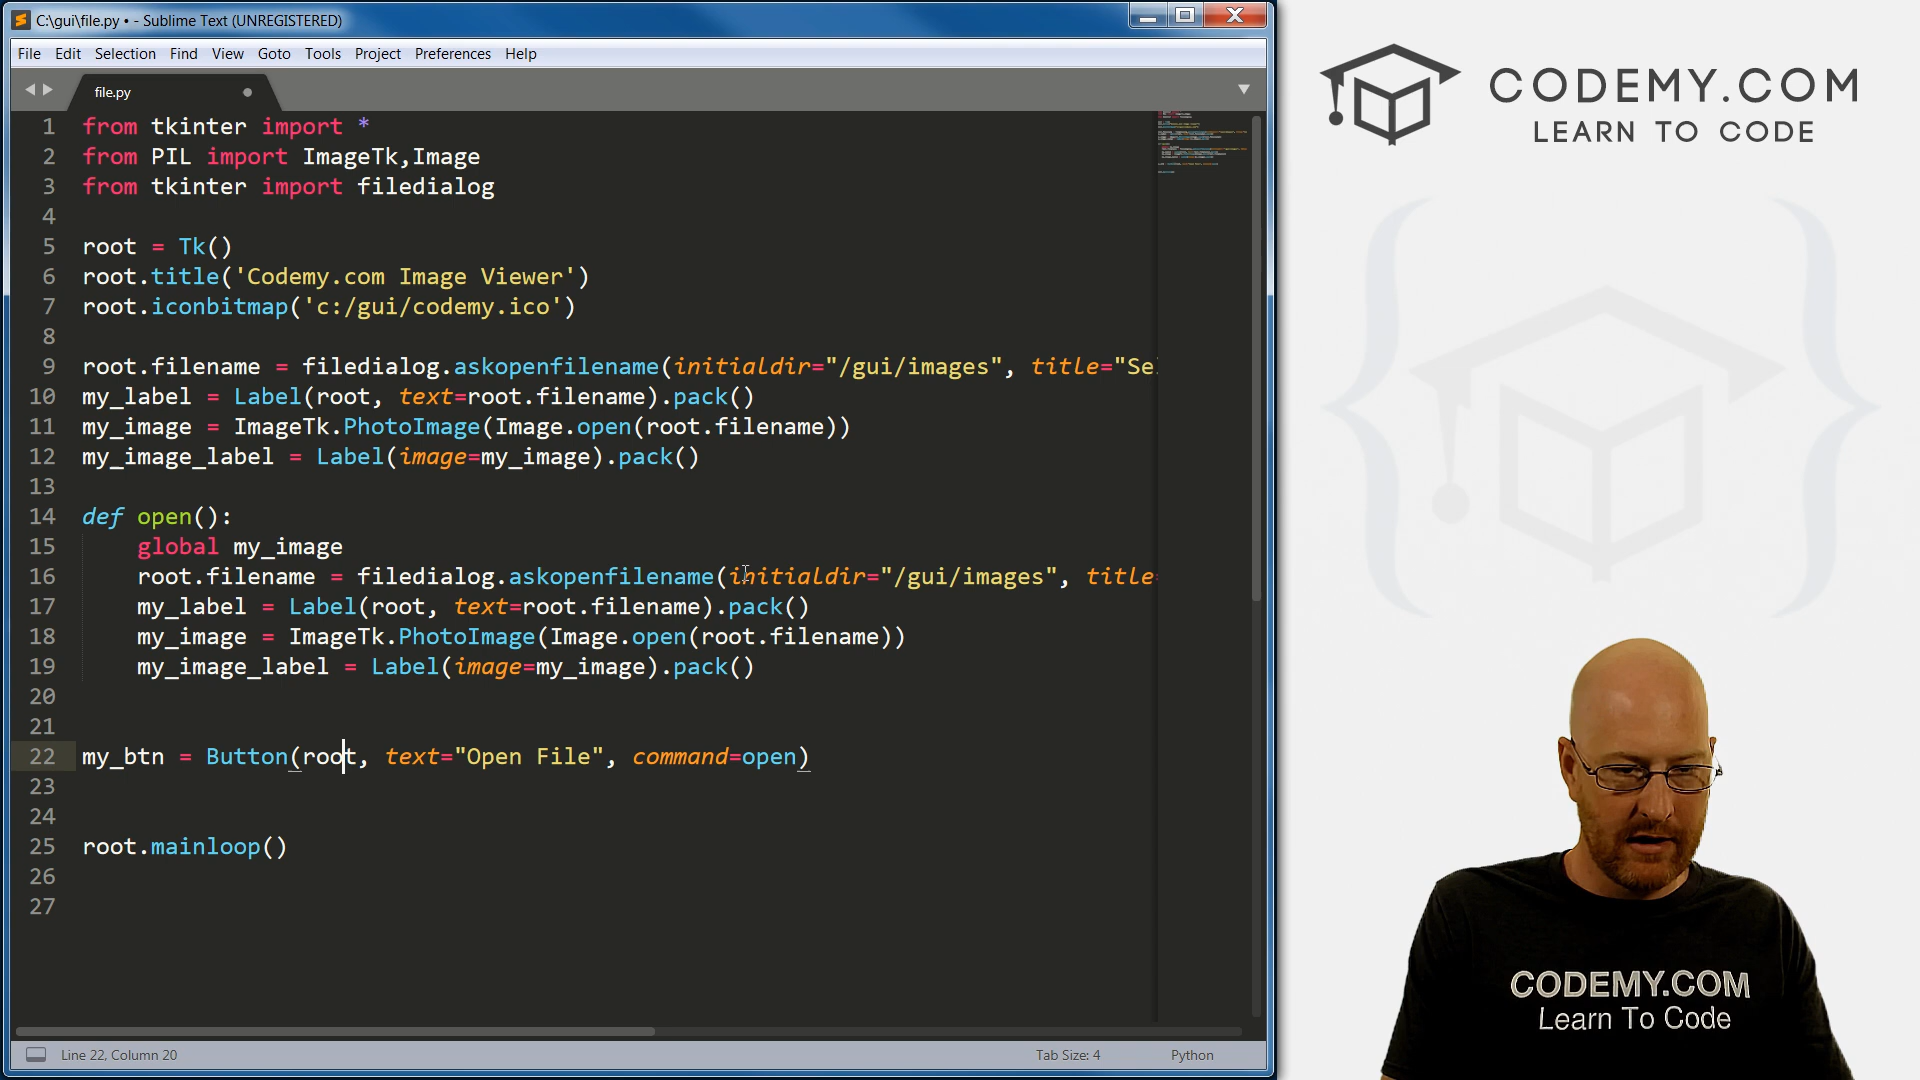 C:\gui\file.py • - Sublime Text (UNREGISTERED)
File Edit Selection Find View Goto Tools Project Preferences Help
file.py
1 from tkinter import *
2 from PIL import ImageTk,Image
3 from tkinter import filedialog
4
5 root = Tk()
6 root.title('Codemy.com Image Viewer')
7 root.iconbitmap('c:/gui/codemy.ico')
8
9 root.filename = filedialog.askopenfilename(initialdir="/gui/images", title="Sel
10 my_label = Label(root, text=root.filename).pack()
11 my_image = ImageTk.PhotoImage(Image.open(root.filename))
12 my_image_label = Label(image=my_image).pack()
13
14 def open():
15 global my_image
16 root.filename = filedialog.askopenfilename(initialdir="/gui/images", title=
17 my_label = Label(root, text=root.filename).pack()
18 my_image = ImageTk.PhotoImage(Image.open(root.filename))
19 my_image_label = Label(image=my_image).pack()
20
21
22 my_btn = Button(root, text="Open File", command=open)
23
24
25 root.mainloop()
26
27
Line 22, Column 20
Tab Size: 4
Python
CODEMY.COM
LEARN TO CODE
CODEMY.COM
Learn To Code